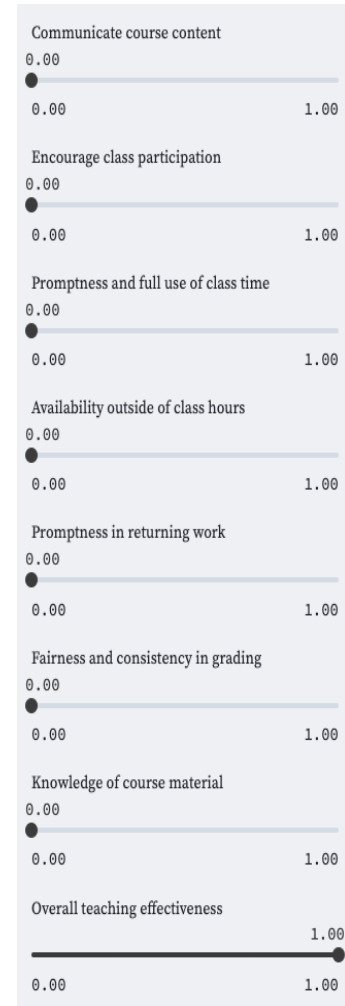 Communicate course content
0.00
0.00 1.00
Encourage class participation
0.00
0.00 1.00
Promptness and full use of class time
0.00
0.00 1.00
Availability outside of class hours
0.00
0.00 1.00
Promptness in returning work
0.00
0.00 1.00
Fairness and consistency in grading
0.00
0.00 1.00
Knowledge of course material
0.00
0.00 1.00
Overall teaching effectiveness
1.00
0.00 1.00